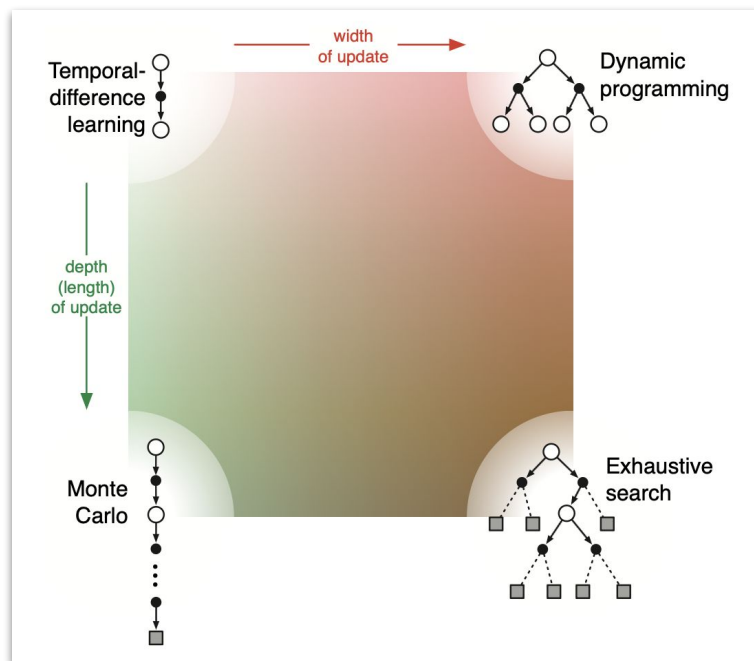 width
of update
Temporal-
difference
learning
Dynamic
programming
depth
(length)
of update
Monte
Carlo
Exhaustive
search